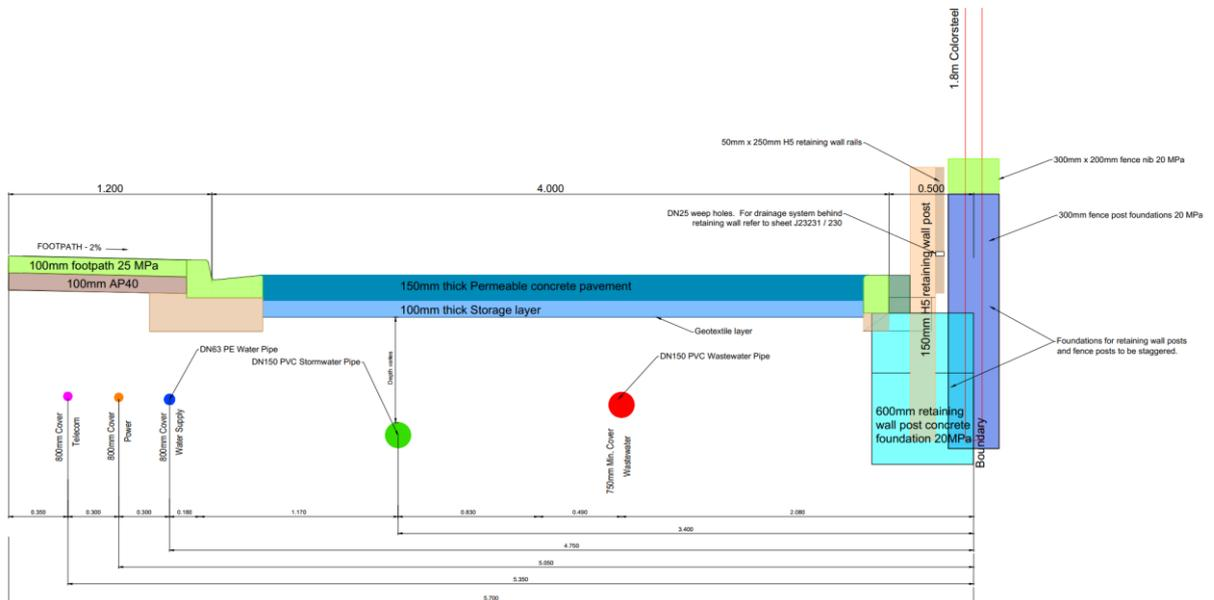 1.8m Colorsteel
50mm x 250mm H5 retaining wall rails
300mm x 200mm fence nib 20 MPa
1.200
4.000
0.500
DN25 weep holes. For drainage system behind
retaining wall refer to sheet J23231 / 230
300mm fence post foundations 20 MPa
FOOTPATH - 2%
100mm footpath 25 MPa
100mm AP40
150mm thick Permeable concrete pavement
100mm thick Storage layer
150mm H5 retaining wall post
Geotextile layer
DN63 PE Water Pipe
DN150 PVC Stormwater Pipe
Depth varies
DN150 PVC Wastewater Pipe
Foundations for retaining wall posts
and fence posts to be staggered.
800mm Cover
Telecom
800mm Cover
Power
800mm Cover
Water Supply
750mm Min. Cover
Wastewater
600mm retaining
wall post concrete
foundation 20MPa
Boundary
0.350
0.300
0.300
0.180
1.170
0.830
0.490
2.080
3.400
4.750
5.050
5.350
5.700